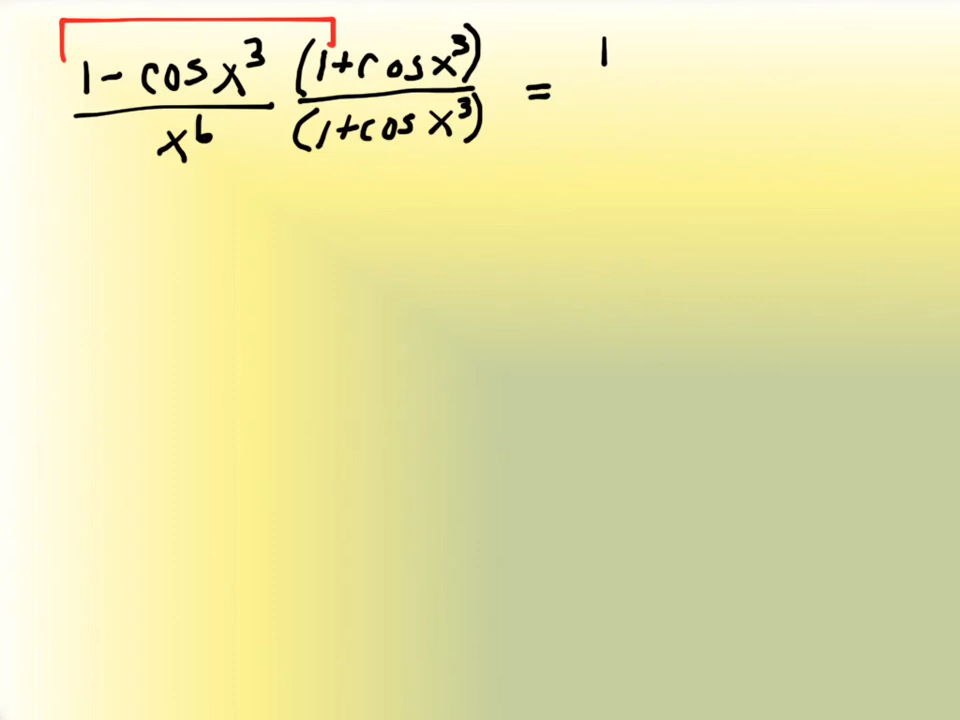 1 - cos x³ (1 + cos x³) = 1
x⁶ (1 + cos x³)